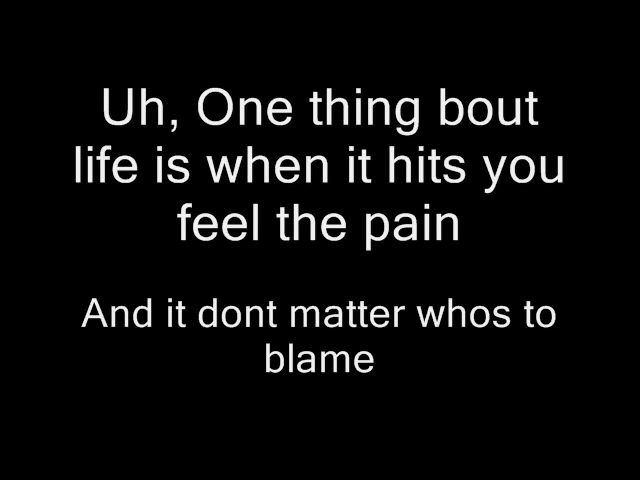 Uh, One thing bout
life is when it hits you
feel the pain
And it dont matter whos to
blame